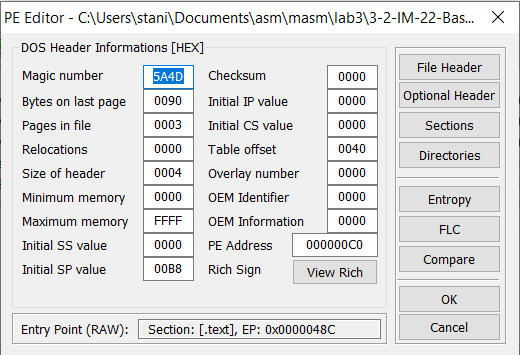 PE Editor - C:\Users\stani\Documents\asm\masm\lab3\3-2-IM-22-Bas...
DOS Header Informations [HEX]
Magic number 5A4D Checksum 0000
Bytes on last page 0090 Initial IP value 0000
Pages in file 0003 Initial CS value 0000
Relocations 0000 Table offset 0040
Size of header 0004 Overlay number 0000
Minimum memory 0000 OEM Identifier 0000
Maximum memory FFFF OEM Information 0000
Initial SS value 0000 PE Address 000000C0
Initial SP value 00B8 Rich Sign View Rich
File Header
Optional Header
Sections
Directories
Entropy
FLC
Compare
OK
Cancel
Entry Point (RAW): Section: [.text], EP: 0x0000048C